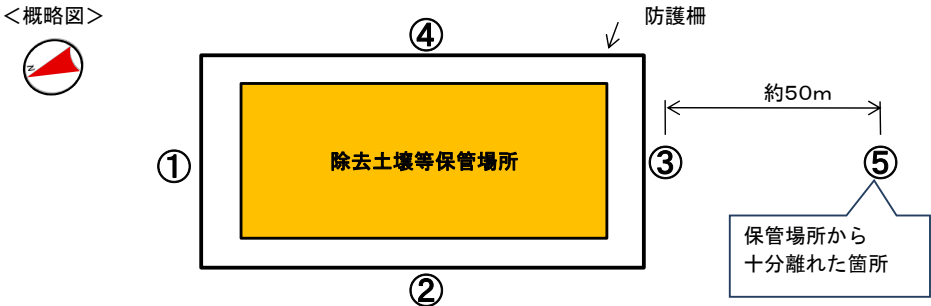 ＜概略図＞
防護柵
N
④
約50m
①
除去土壌等保管場所
③
⑤
保管場所から
十分離れた箇所
②